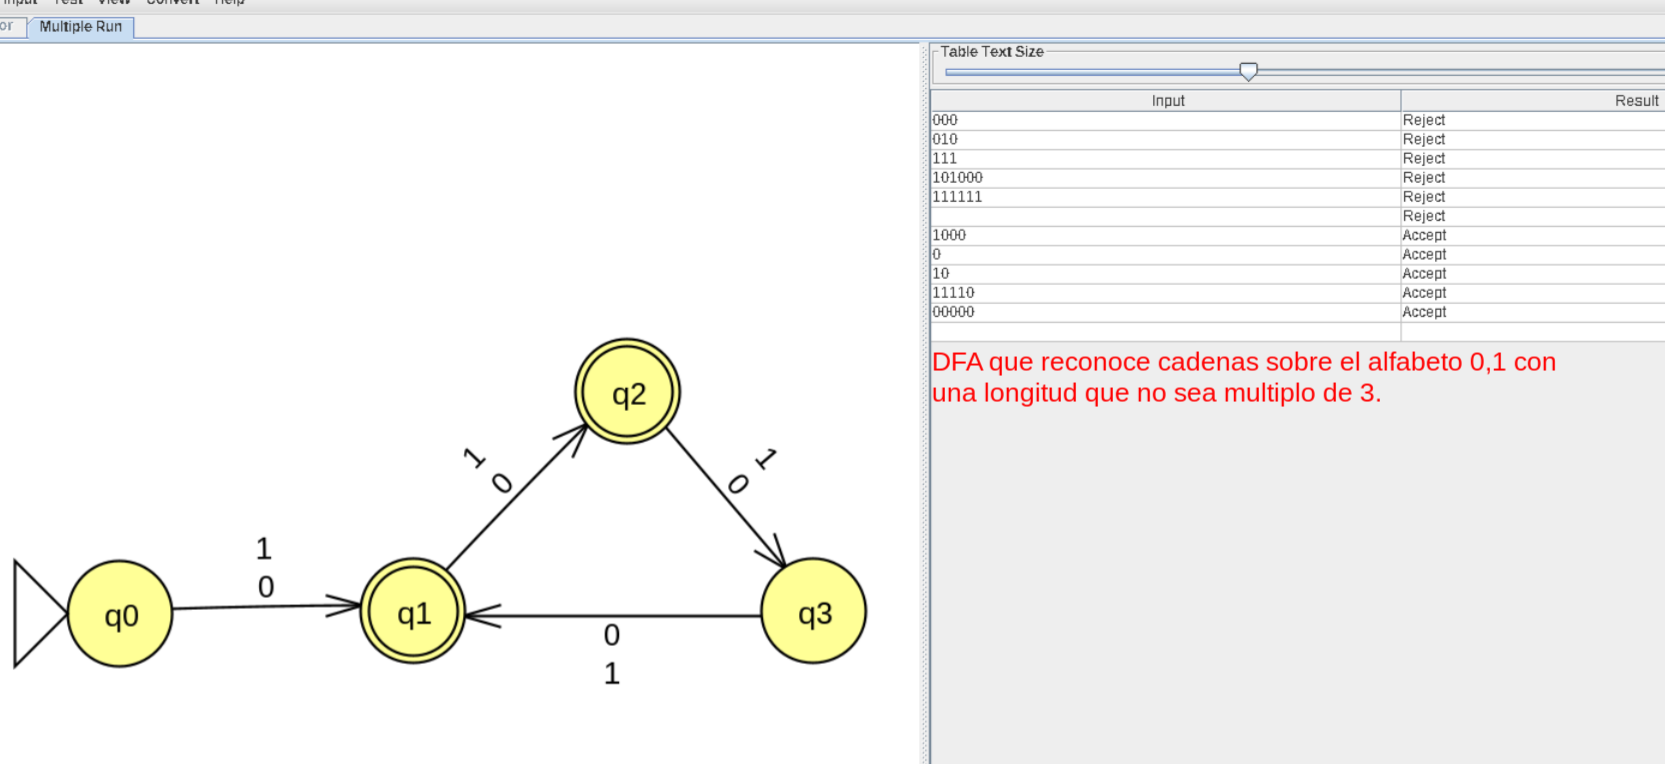 Input Test View Convert Help
or Multiple Run
Table Text Size
Input Result
000 Reject
010 Reject
111 Reject
101000 Reject
111111 Reject
Reject
1000 Accept
0 Accept
10 Accept
11110 Accept
00000 Accept
DFA que reconoce cadenas sobre el alfabeto 0,1 con
una longitud que no sea multiplo de 3.
q2
1
0
1
0
1
0
q0
q1
q3
0
1